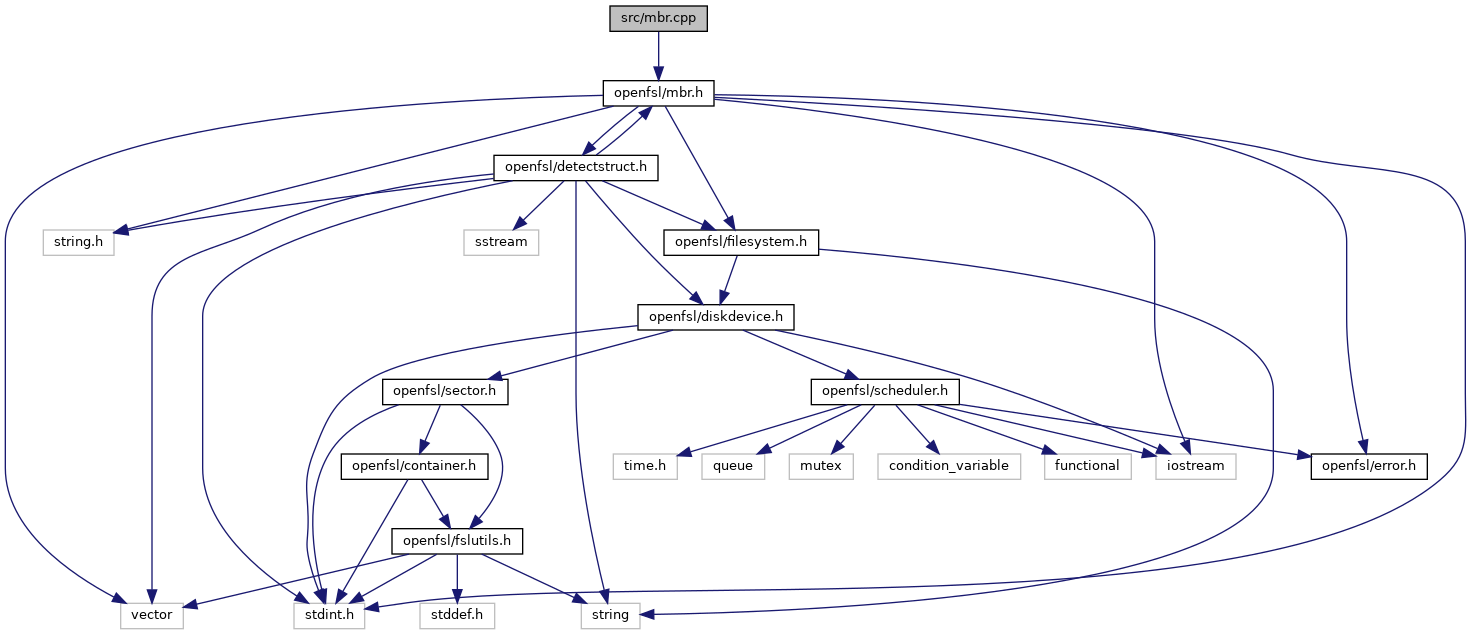 src/mbr.cpp
openfsl/mbr.h
openfsl/detectstruct.h
string.h
sstream
openfsl/filesystem.h
openfsl/diskdevice.h
openfsl/sector.h
openfsl/scheduler.h
openfsl/container.h
time.h
queue
mutex
condition_variable
functional
iostream
openfsl/error.h
openfsl/fslutils.h
vector
stdint.h
stddef.h
string